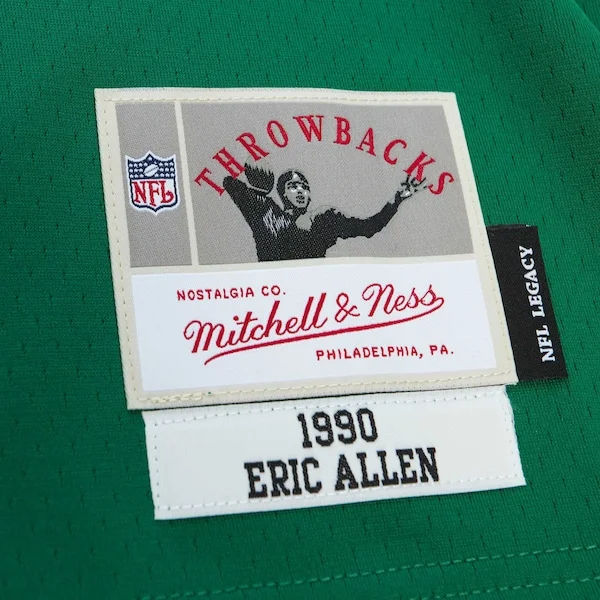 THROWBACKS
NFL
NOSTALGIA CO.
Mitchell & Ness
PHILADELPHIA, PA.
NFL LEGACY
1990
ERIC ALLEN